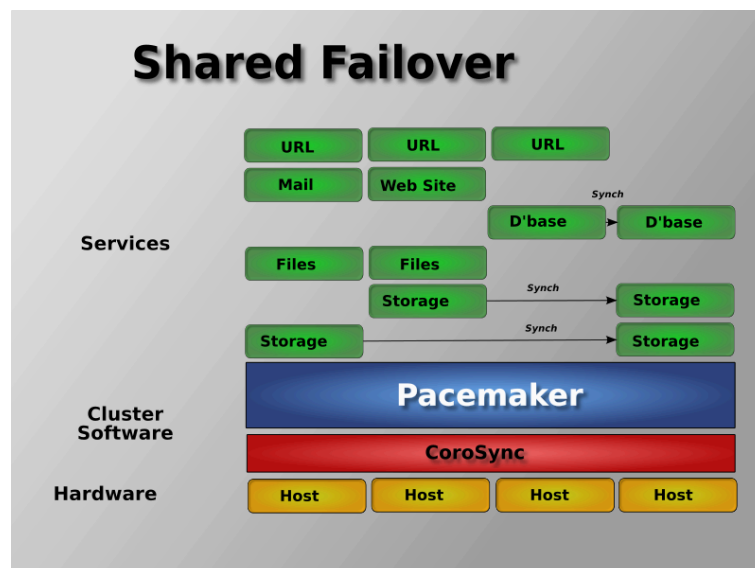 Shared Failover
URL URL URL
Mail Web Site
Synch
D'base D'base
Services
Files Files
Storage Synch Storage
Storage Synch Storage
Pacemaker
Cluster
Software
CoroSync
Hardware Host Host Host Host